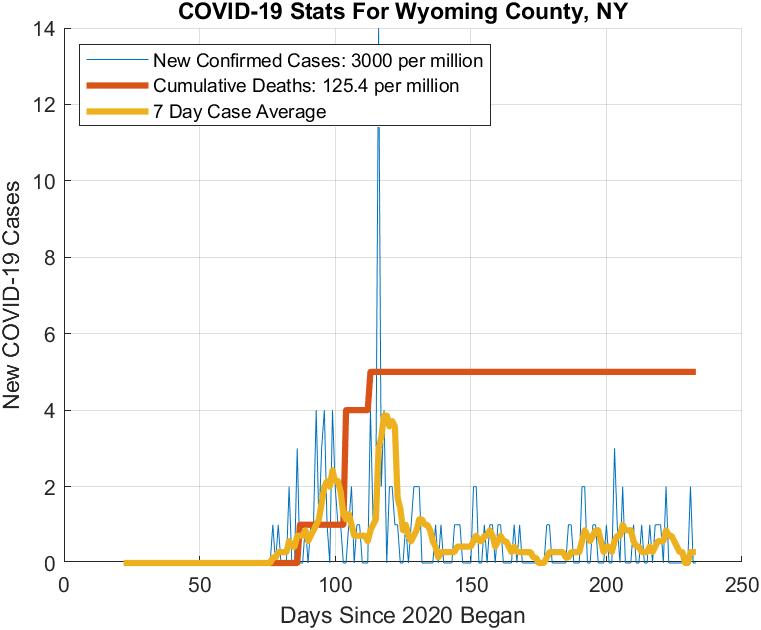 COVID-19 Stats For Wyoming County, NY
New Confirmed Cases: 3000 per million
Cumulative Deaths: 125.4 per million
7 Day Case Average
New COVID-19 Cases
14
12
10
8
6
4
2
0
0 50 100 150 200 250
Days Since 2020 Began